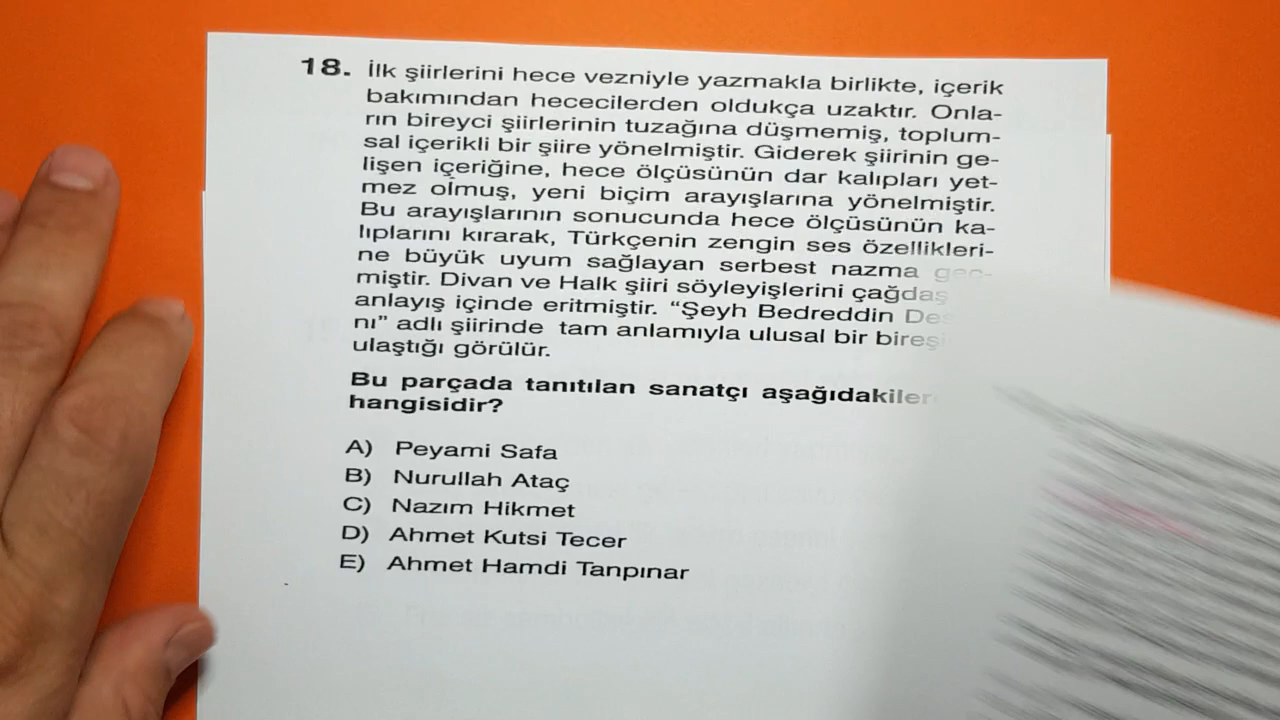 18. İlk şiirlerini hece vezniyle yazmakla birlikte, içerik
bakımından hececilerden oldukça uzaktır. Onla-
rın bireyci şiirlerinin tuzağına düşmemiş, toplum-
sal içerikli bir şiire yönelmiştir. Giderek şiirinin ge-
lişen içeriğine, hece ölçüsünün dar kalıpları yet-
mez olmuş, yeni biçim arayışlarına yönelmiştir.
Bu arayışlarının sonucunda hece ölçüsünün ka-
lıplarını kırarak, Türkçenin zengin ses özellikleri-
ne büyük uyum sağlayan serbest nazma geç-
miştir. Divan ve Halk şiiri söyleyişlerini çağdaş
anlayış içinde eritmiştir. “Şeyh Bedreddin
nı” adlı şiirinde tam anlamıyla ulusal bir
ulaştığı görülür.
Bu parçada tanıtılan sanatçı
hangisidir?
A) Peyami Safa
B) Nurullah Ataç
C) Nazım Hikmet
D) Ahmet Kutsi Tecer
E) Ahmet Hamdi Tanpınar